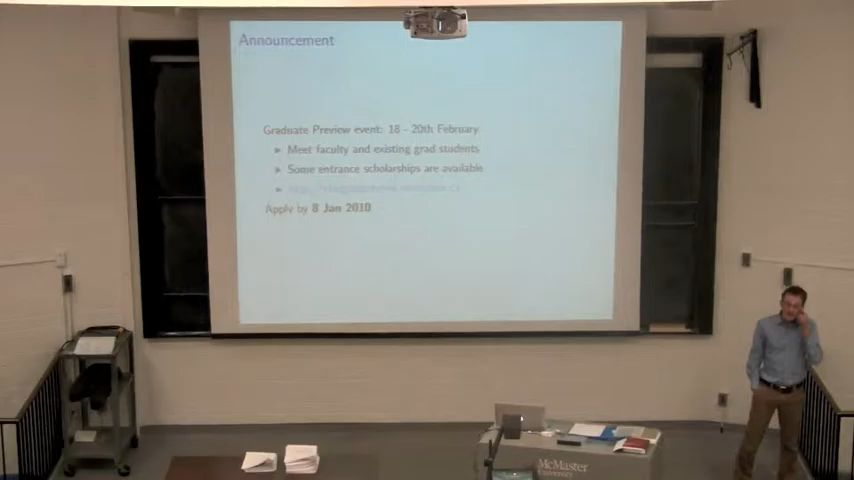 Announcement
Graduate Preview event: 18 - 20th February
Meet faculty and existing grad students
Some entrance scholarships are available
Apply by 8 Jan 2010
McMaster
University